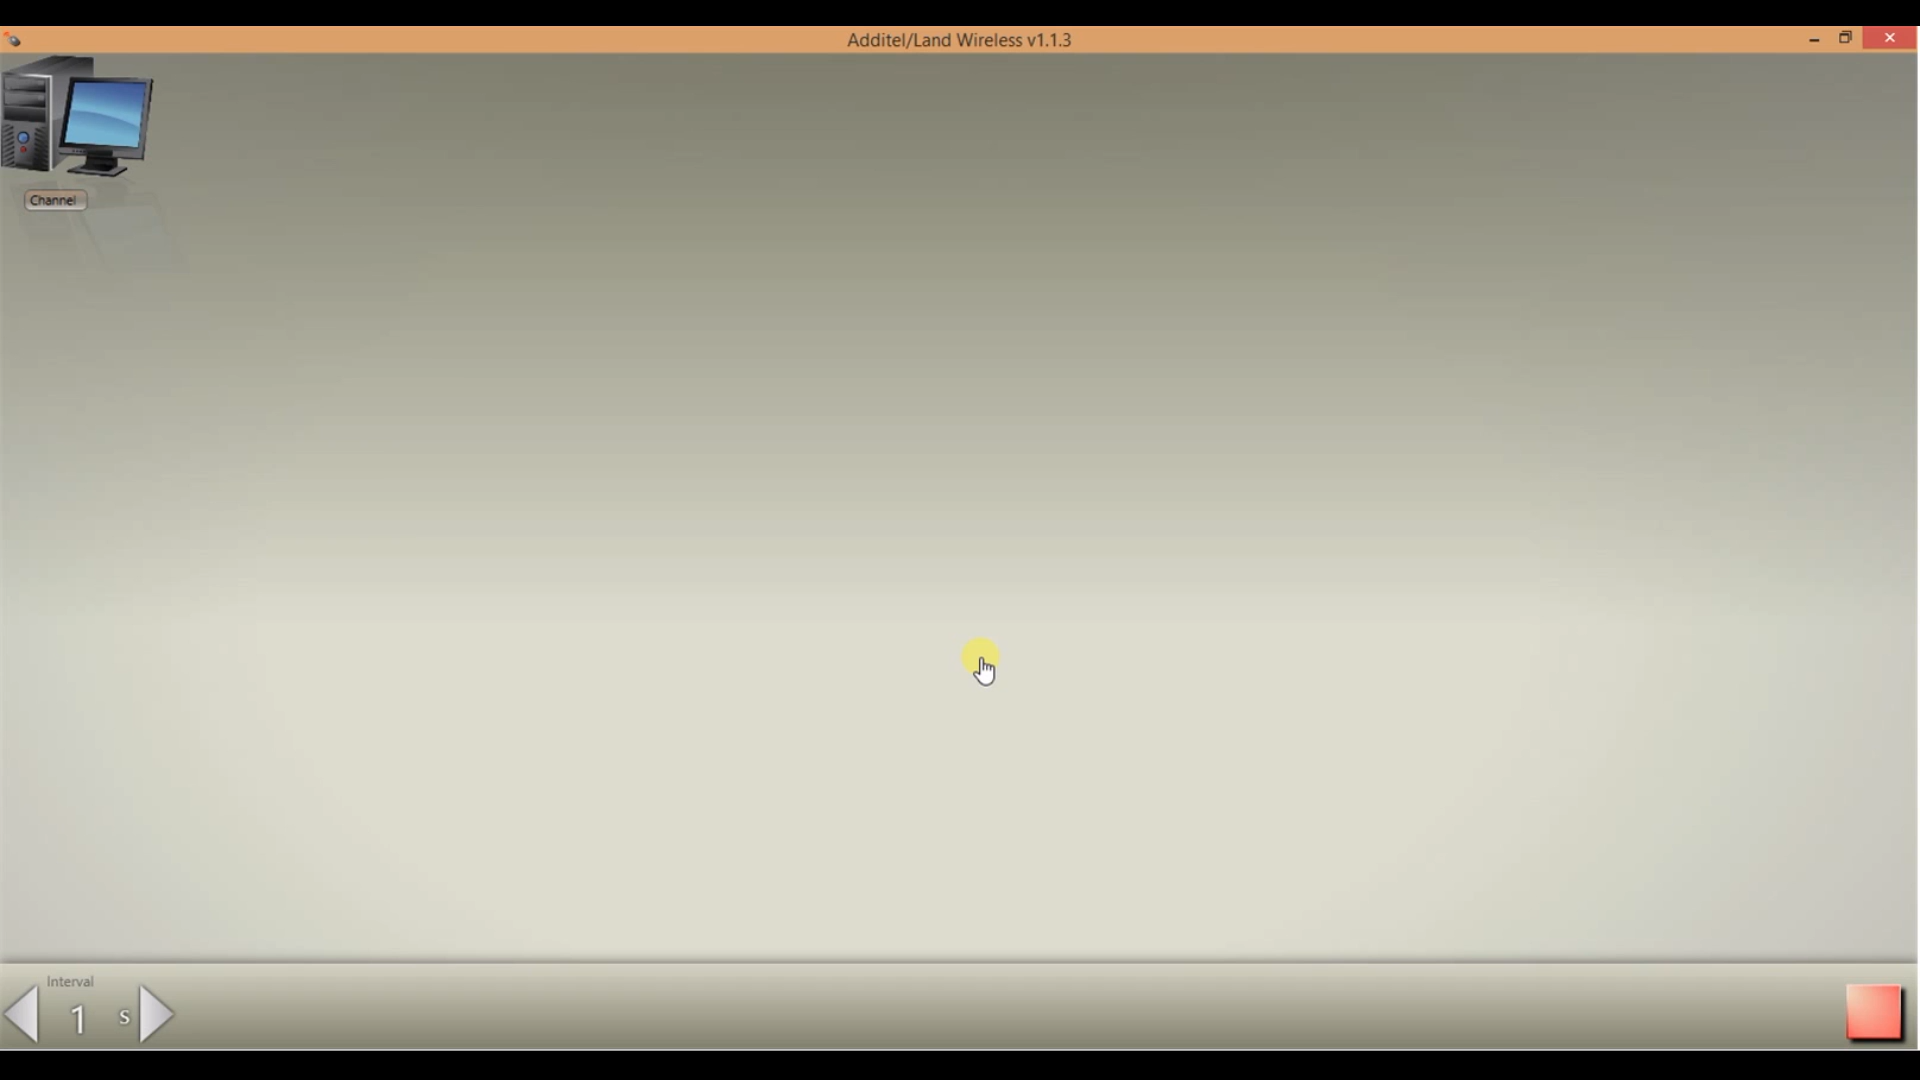 Additel/Land Wireless v1.1.3
Channel
Interval
1 s